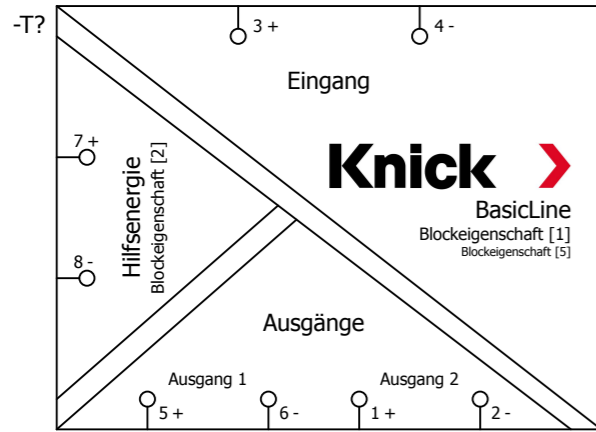 -T?
3 +
4 -
Eingang
7 +
8 -
Hilfsenergie
Blockeigenschaft [2]
Knick
BasicLine
Blockeigenschaft [1]
Blockeigenschaft [5]
Ausgänge
Ausgang 1
Ausgang 2
5 +
6 -
1 +
2 -